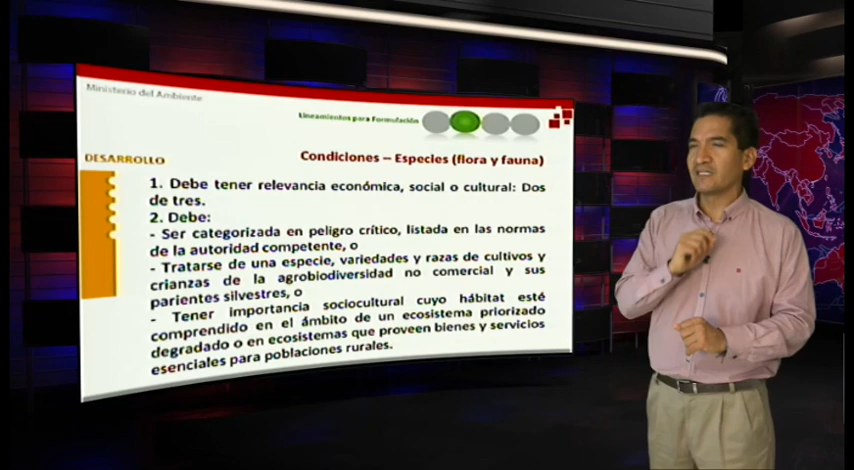 Ministerio del Ambiente
Lineamientos para Formulación
DESARROLLO
Condiciones – Especies (flora y fauna)
1. Debe tener relevancia económica, social o cultural: Dos
de tres.
2. Debe:
- Ser categorizada en peligro crítico, listada en las normas
de la autoridad competente, o
- Tratarse de una especie, variedades y razas de cultivos y
crianzas de la agrobiodiversidad no comercial y sus
parientes silvestres, o
- Tener importancia sociocultural cuyo hábitat esté
comprendido en el ámbito de un ecosistema priorizado
degradado o en ecosistemas que proveen bienes y servicios
esenciales para poblaciones rurales.